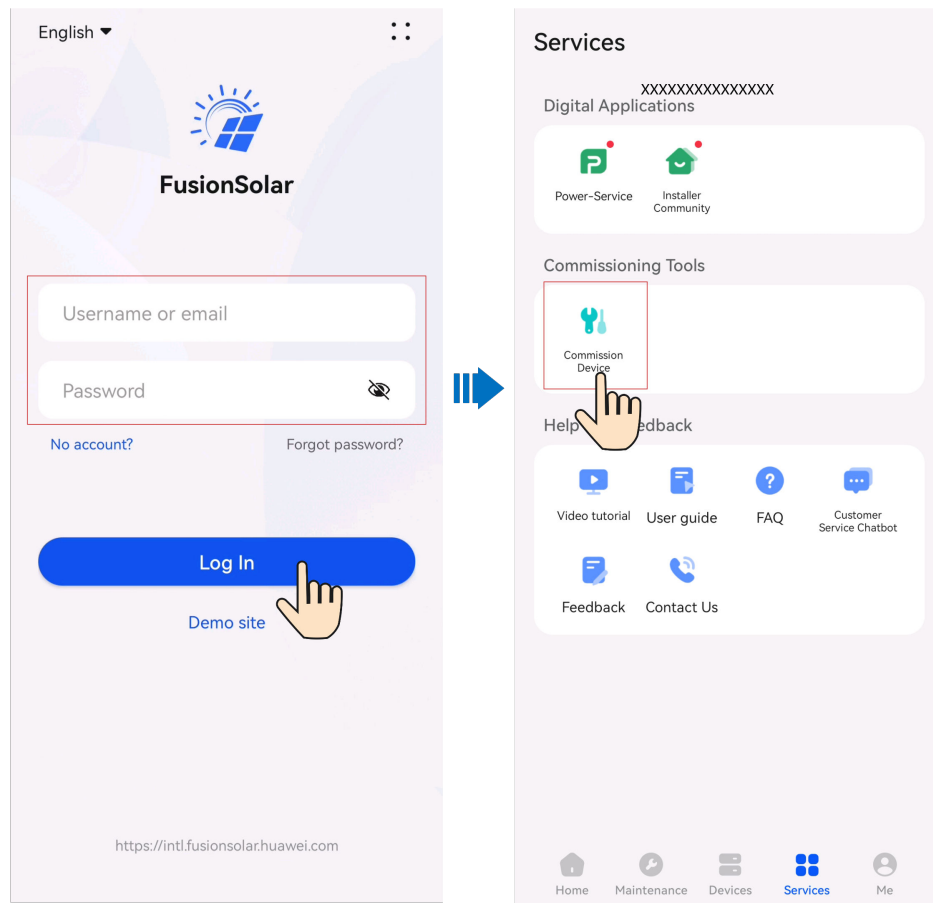 English
FusionSolar
Username or email
Password
No account?
Forgot password?
Log In
Demo site
https://intl.fusionsolar.huawei.com
Services
XXXXXXXXXXXXXXX
Digital Applications
Power-Service
Installer
Community
Commissioning Tools
Commission
Device
Help edback
Video tutorial
User guide
FAQ
Customer
Service Chatbot
Feedback
Contact Us
Home
Maintenance
Devices
Services
Me